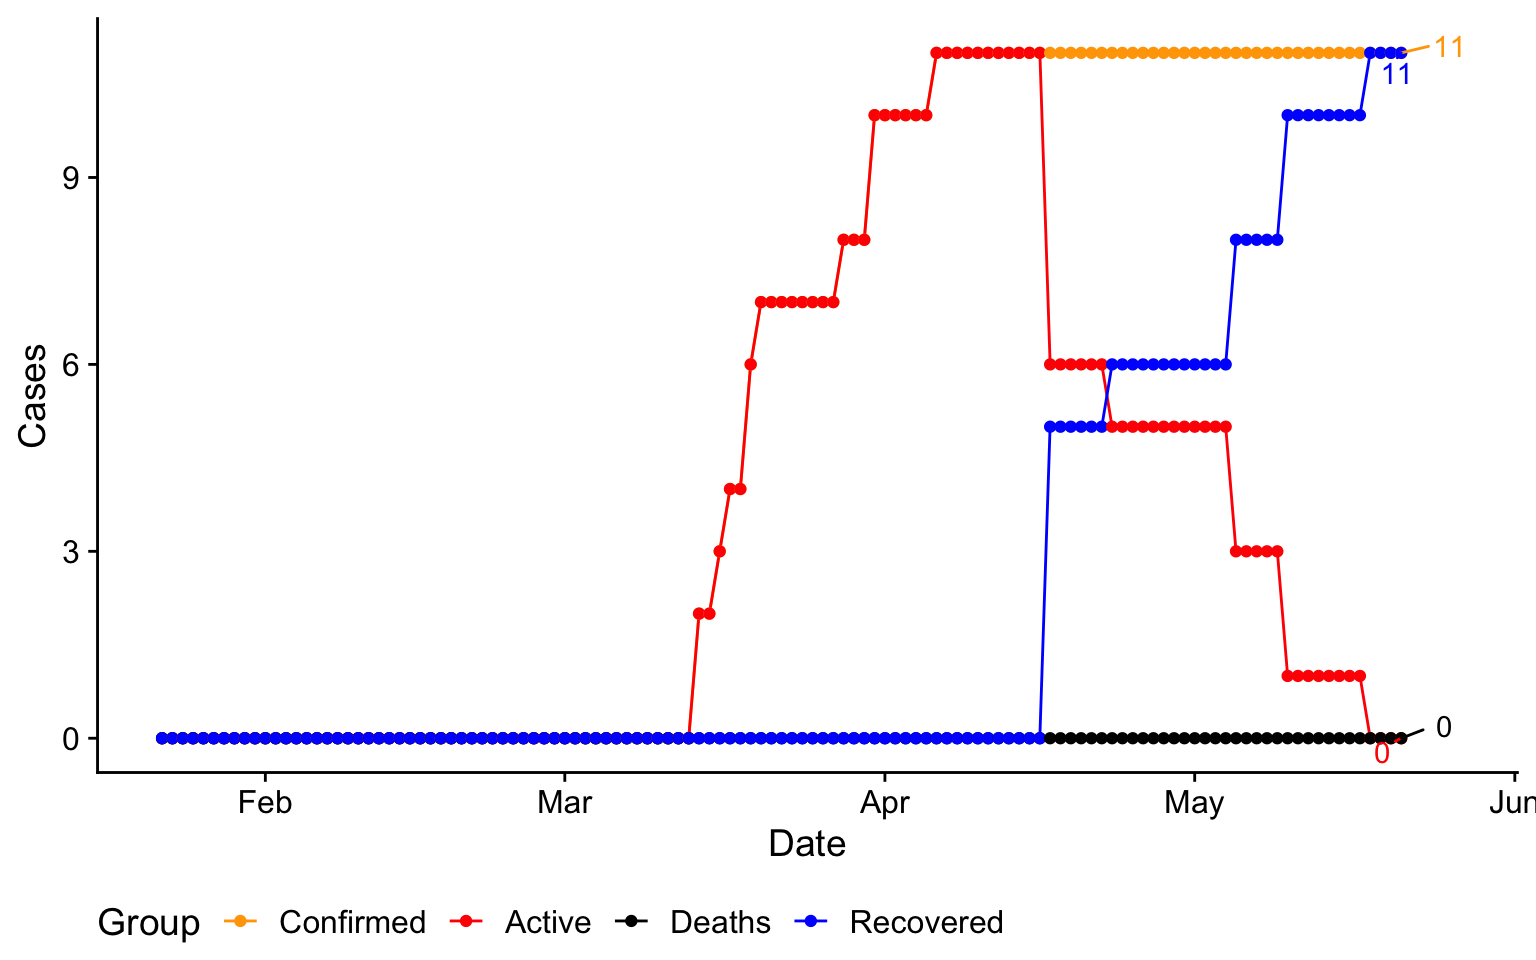 11
11
9
6
3
0
0
0
Cases
Feb Mar Apr May Jun
Date
Group Confirmed Active Deaths Recovered